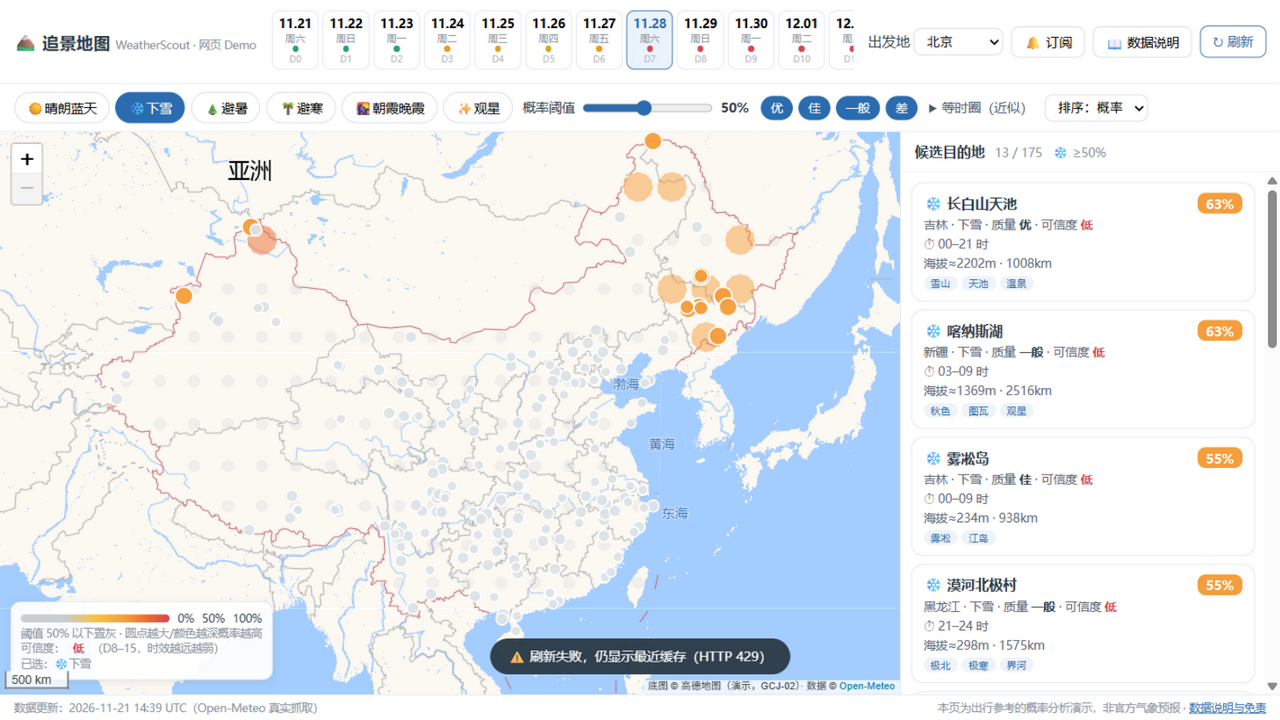 追景地图 WeatherScout · 网页 Demo
11.21 周六 D0
11.22 周日 D1
11.23 周一 D2
11.24 周二 D3
11.25 周三 D4
11.26 周四 D5
11.27 周五 D6
11.28 周六 D7
11.29 周日 D8
11.30 周一 D9
12.01 周二 D10
12.
出发地 北京
🔔 订阅
📖 数据说明
↻ 刷新
晴朗蓝天
下雪
避暑
避寒
朝霞晚霞
观星
概率阈值 50%
优 佳 一般 差
▶ 等时圈（近似）
排序：概率
+
−
亚洲
渤海
黄海
东海
候选目的地 13 / 175 ❄ ≥50%
长白山天池 63%
吉林 · 下雪 · 质量 优 · 可信度 低
⏱ 00–21 时
海拔≈2202m · 1008km
雪山 天池 温泉
喀纳斯湖 63%
新疆 · 下雪 · 质量 一般 · 可信度 低
⏱ 03–09 时
海拔≈1369m · 2516km
秋色 图瓦 观星
雾凇岛 55%
吉林 · 下雪 · 质量 佳 · 可信度 低
⏱ 00–09 时
海拔≈234m · 938km
雾凇 江岛
漠河北极村 55%
黑龙江 · 下雪 · 质量 一般 · 可信度 低
⏱ 21–24 时
海拔≈298m · 1575km
极北 极寒 界河
0% 50% 100%
阈值 50% 以下置灰 · 圆点越大/颜色越深概率越高
可信度： 低 （D8–15，时效越远越弱）
已选：❄下雪
500 km
⚠ 刷新失败，仍显示最近缓存（HTTP 429）
底图 © 高德地图（演示，GCJ-02）· 数据 © Open-Meteo
数据更新：2026-11-21 14:39 UTC（Open-Meteo 真实抓取）
本页为出行参考的概率分析演示，非官方气象预报 · 数据说明与免责